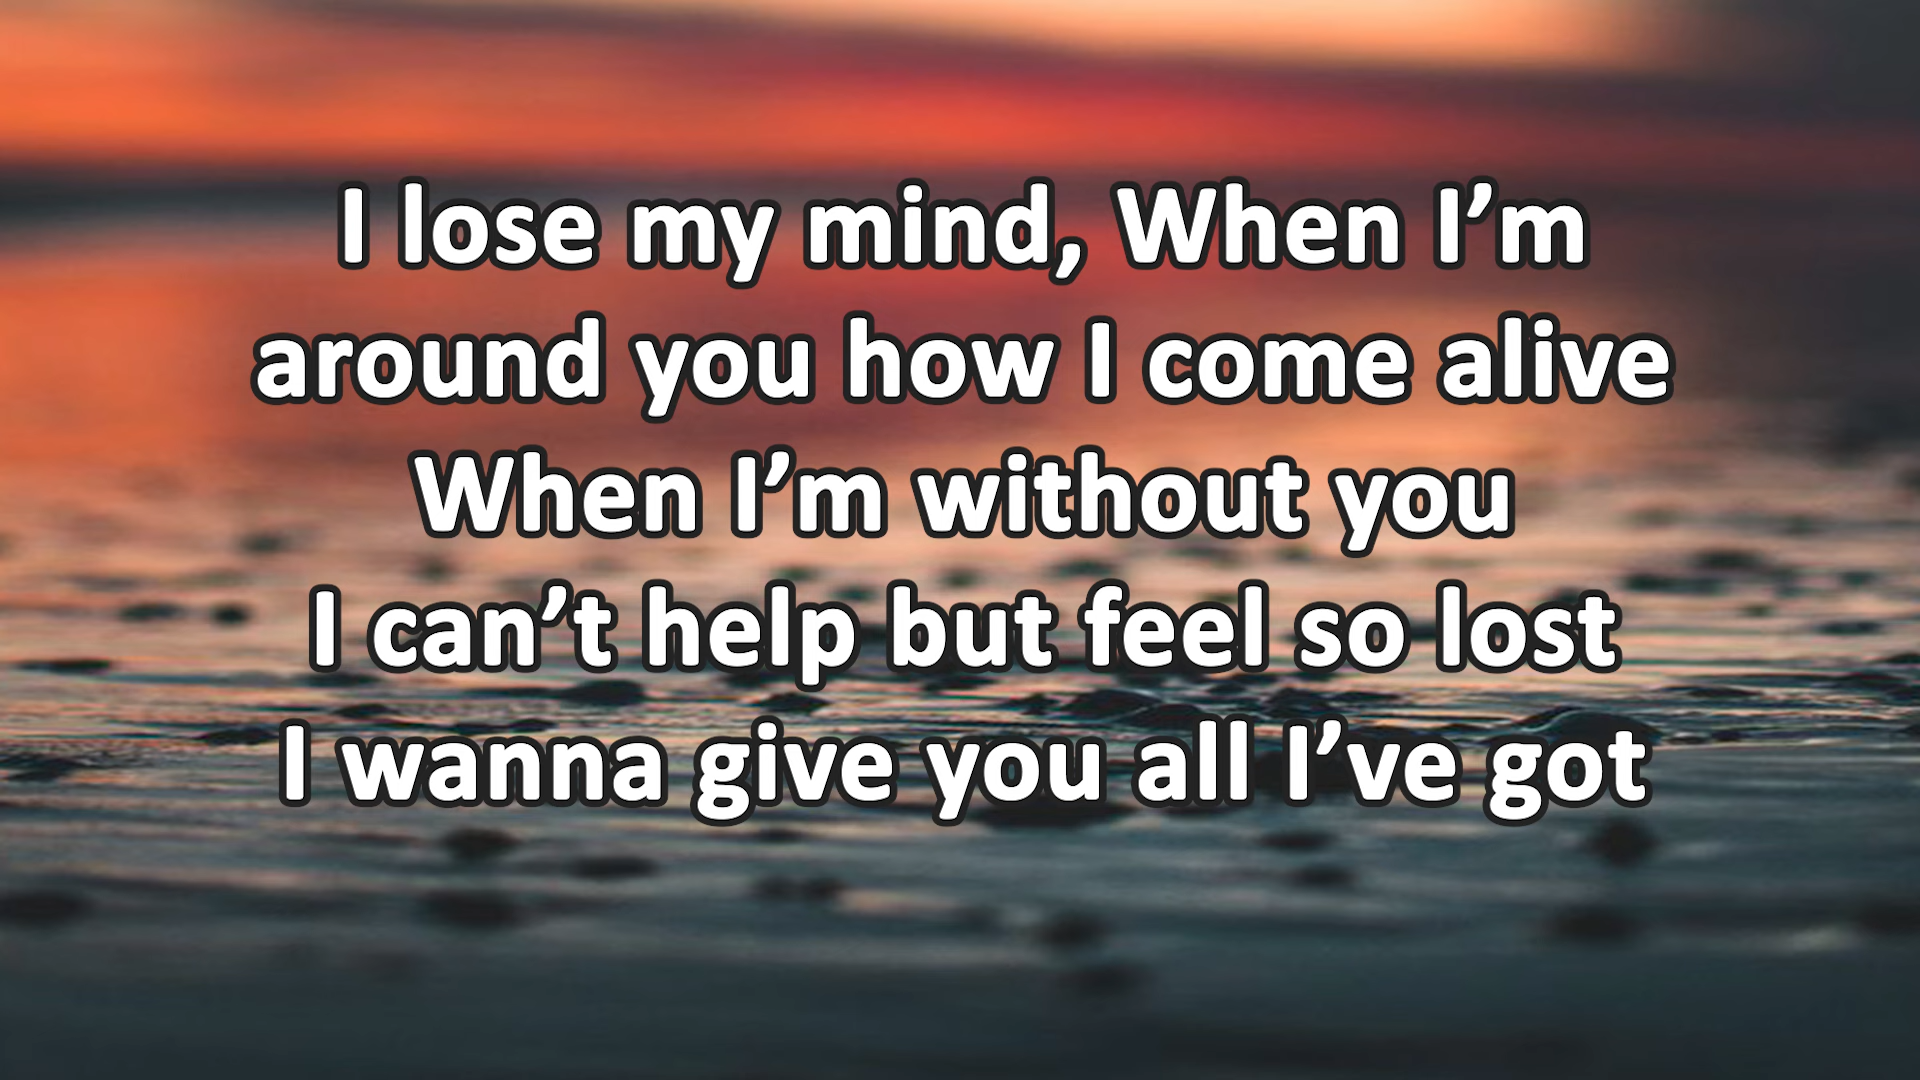 I lose my mind, When I’m
around you how I come alive
When I’m without you
I can’t help but feel so lost
I wanna give you all I’ve got